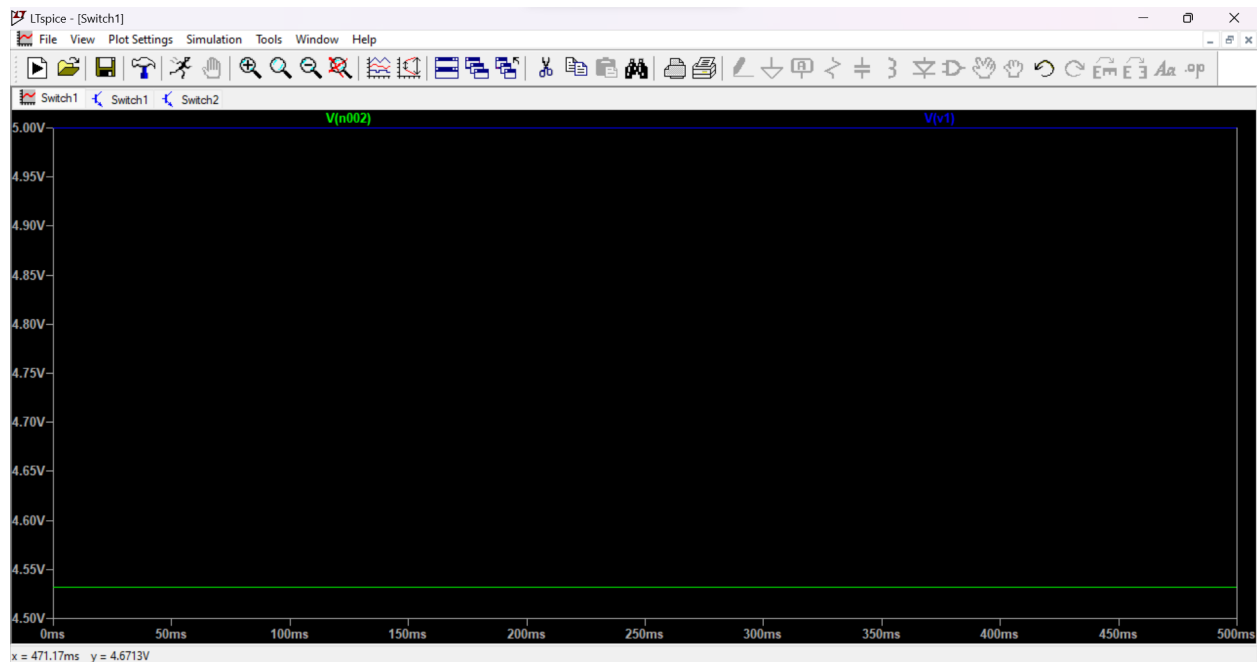 LTspice - [Switch1]
File View Plot Settings Simulation Tools Window Help
Aa .op
Switch1 Switch1 Switch2
V(n002) V(v1)
5.00V
4.95V
4.90V
4.85V
4.80V
4.75V
4.70V
4.65V
4.60V
4.55V
4.50V
0ms 50ms 100ms 150ms 200ms 250ms 300ms 350ms 400ms 450ms 500ms
x = 471.17ms y = 4.6713V